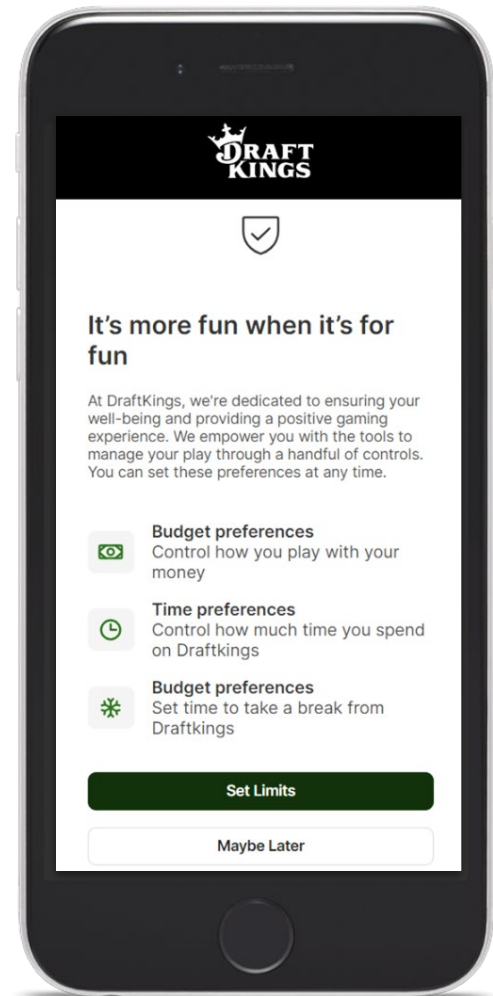 DRAFT
KINGS
It's more fun when it's for
fun
At DraftKings, we're dedicated to ensuring your
well-being and providing a positive gaming
experience. We empower you with the tools to
manage your play through a handful of controls.
You can set these preferences at any time.
Budget preferences
Control how you play with your
money
Time preferences
Control how much time you spend
on Draftkings
Budget preferences
Set time to take a break from
Draftkings
Set Limits
Maybe Later